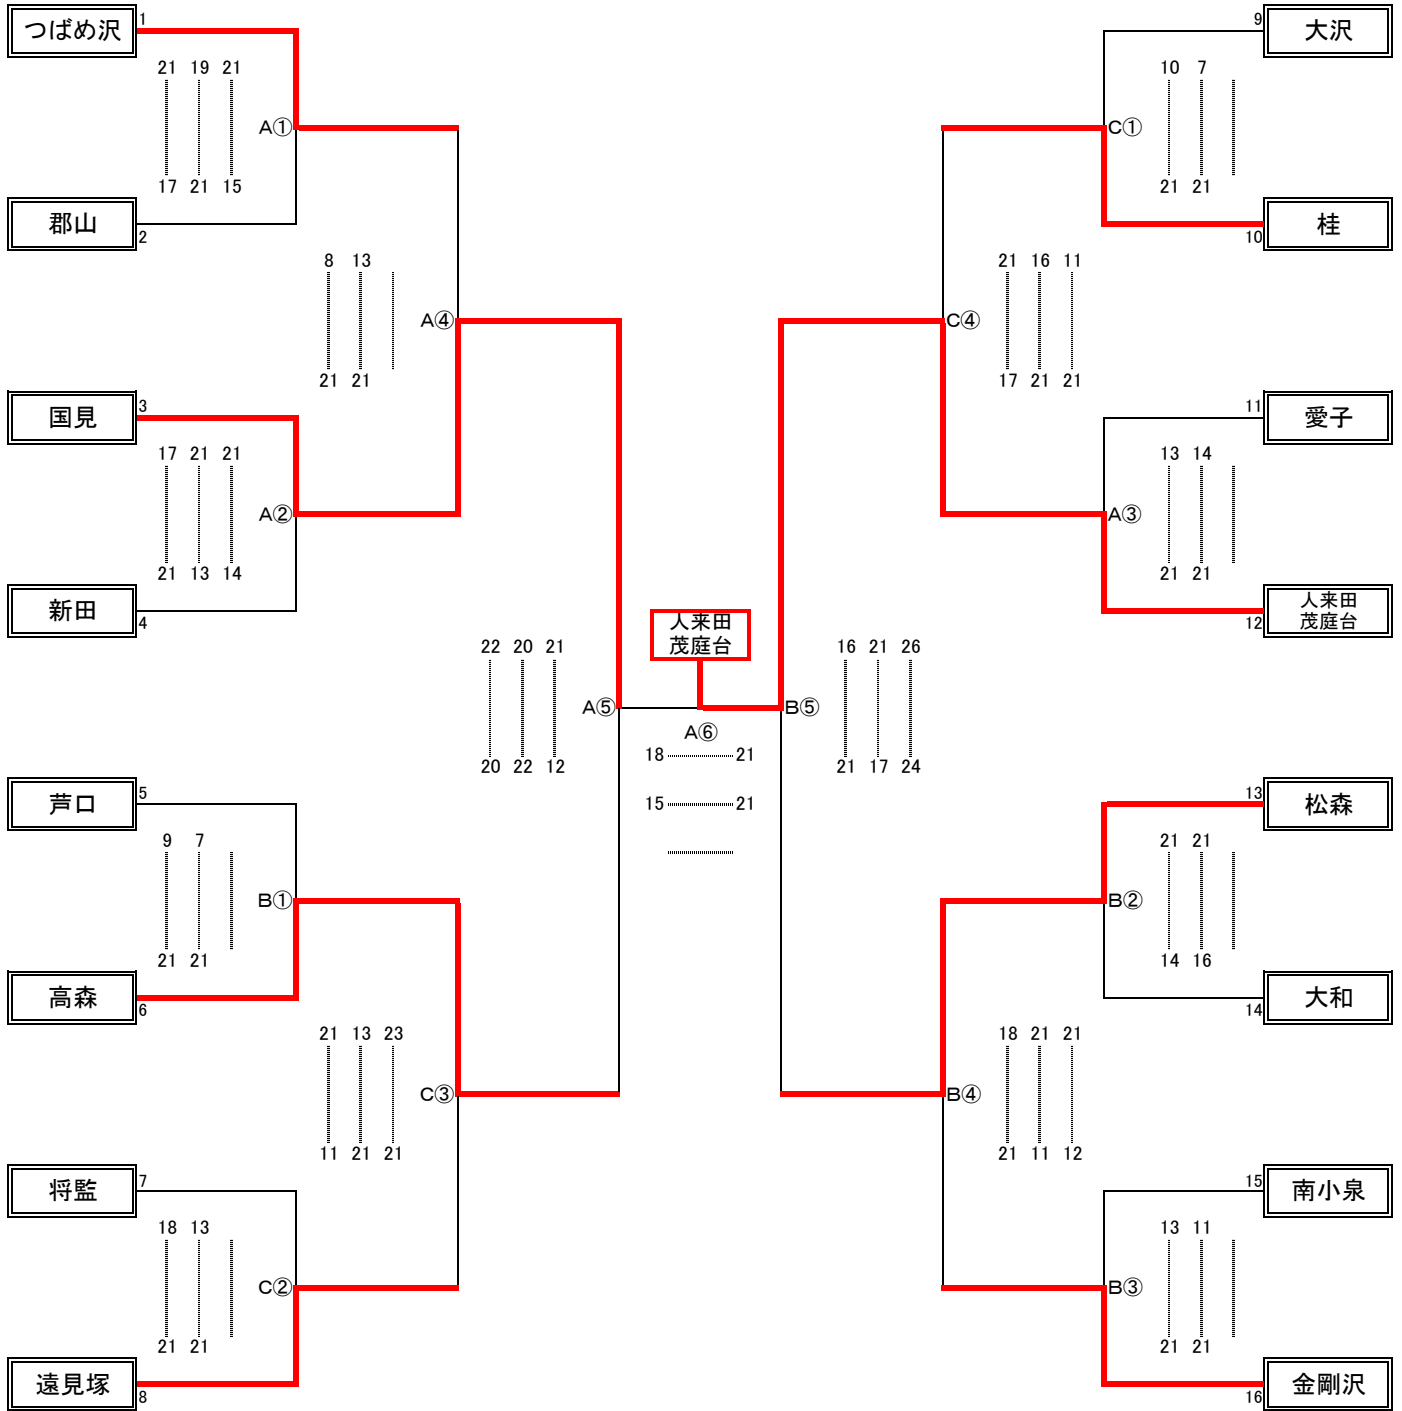 つばめ沢 1
21 19 21
A①
17 21 15
郡山 2
8 13
A④
21 21
国見 3
17 21 21
A②
21 13 14
新田 4
22 20 21
A⑤
20 22 12
芦口 5
9 7
B①
21 21
高森 6
21 13 23
C③
11 21 21
将監 7
18 13
C②
21 21
遠見塚 8
人来田
茂庭台
A⑥
18 21
15 21
9 大沢
10 7
C①
21 21
10 桂
21 16 11
C④
17 21 21
11 愛子
13 14
A③
21 21
人来田
12 茂庭台
16 21 26
B⑤
21 17 24
13 松森
21 21
B②
14 16
14 大和
18 21 21
B④
21 11 12
15 南小泉
13 11
B③
21 21
16 金剛沢